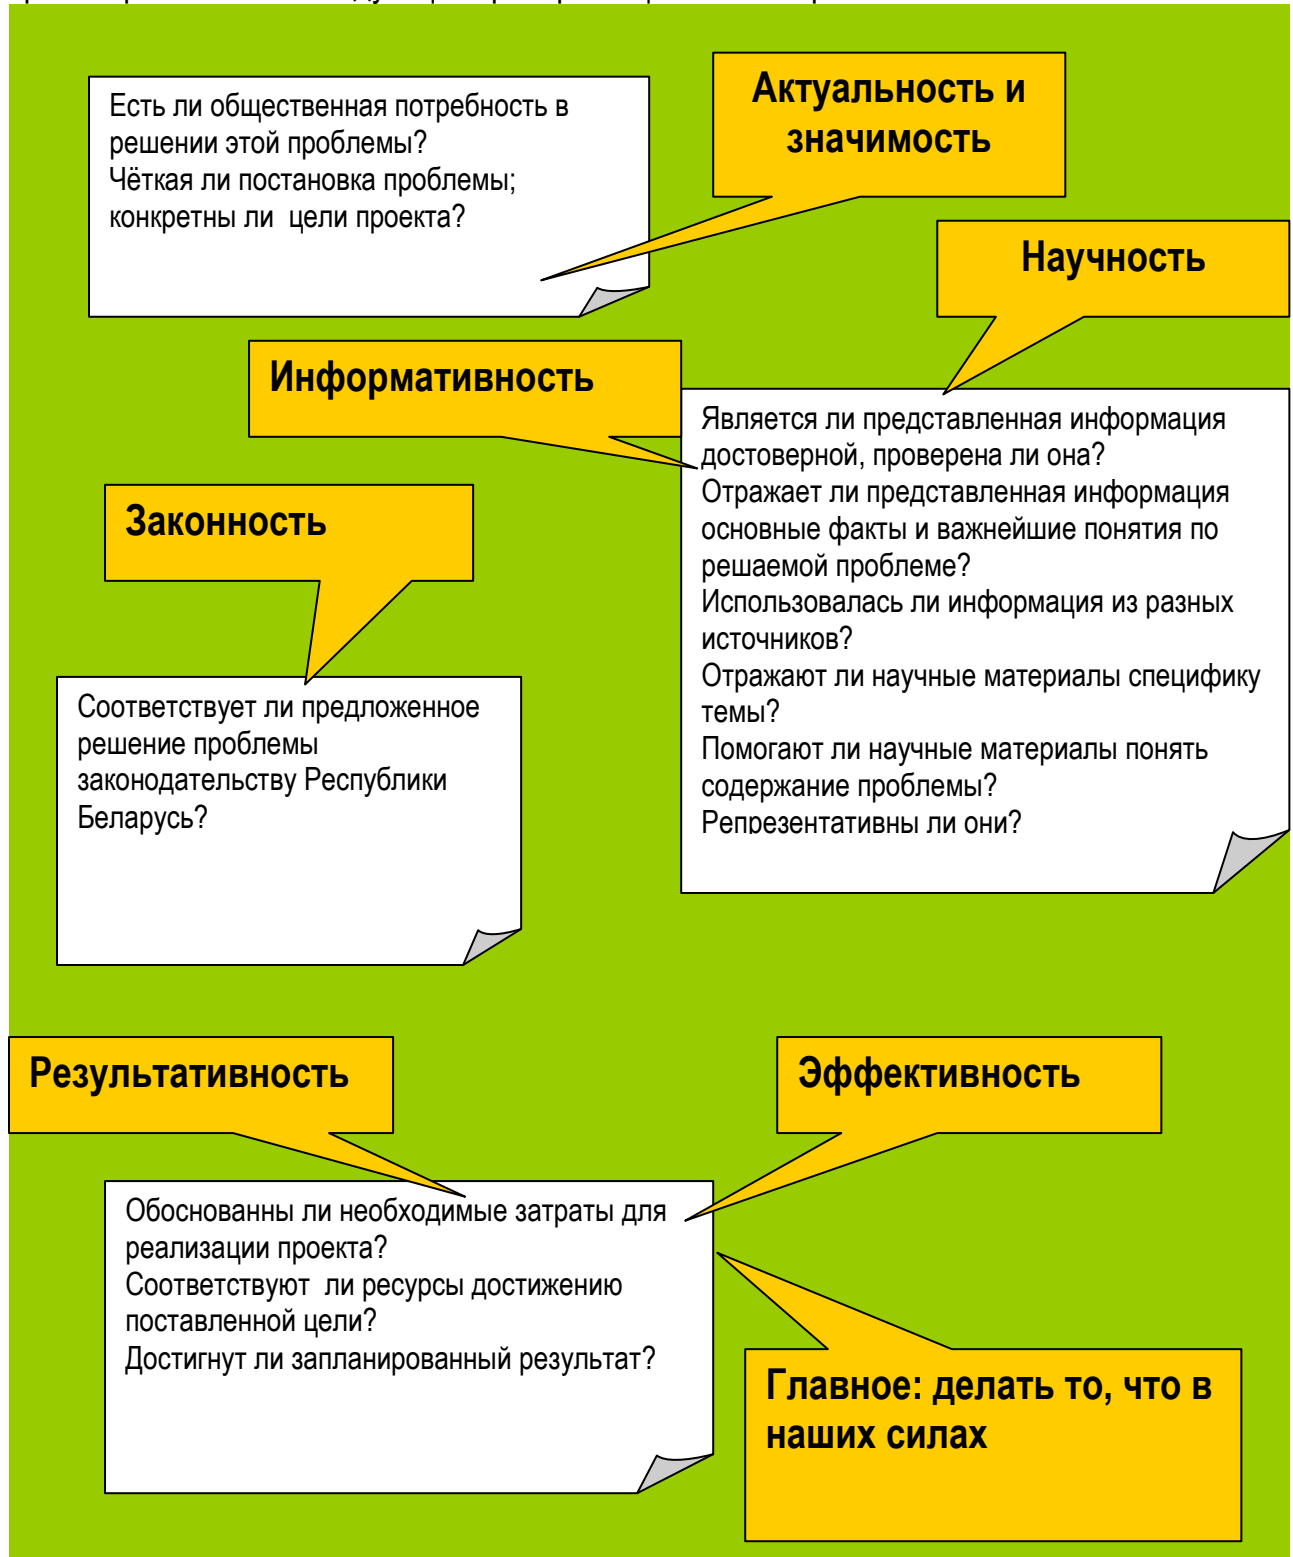 Есть ли общественная потребность в
решении этой проблемы?
Чёткая ли постановка проблемы;
конкретны ли  цели проекта?
Актуальность и
значимость
Научность
Информативность
Является ли представленная информация
достоверной, проверена ли она?
Отражает ли представленная информация
основные факты и важнейшие понятия по
решаемой проблеме?
Использовалась ли информация из разных
источников?
Отражают ли научные материалы специфику
темы?
Помогают ли научные материалы понять
содержание проблемы?
Репрезентативны ли они?
Законность
Соответствует ли предложенное
решение проблемы
законодательству Республики
Беларусь?
Результативность
Эффективность
Обоснованны ли необходимые затраты для
реализации проекта?
Соответствуют  ли ресурсы достижению
поставленной цели?
Достигнут ли запланированный результат?
Главное: делать то, что в
наших силах